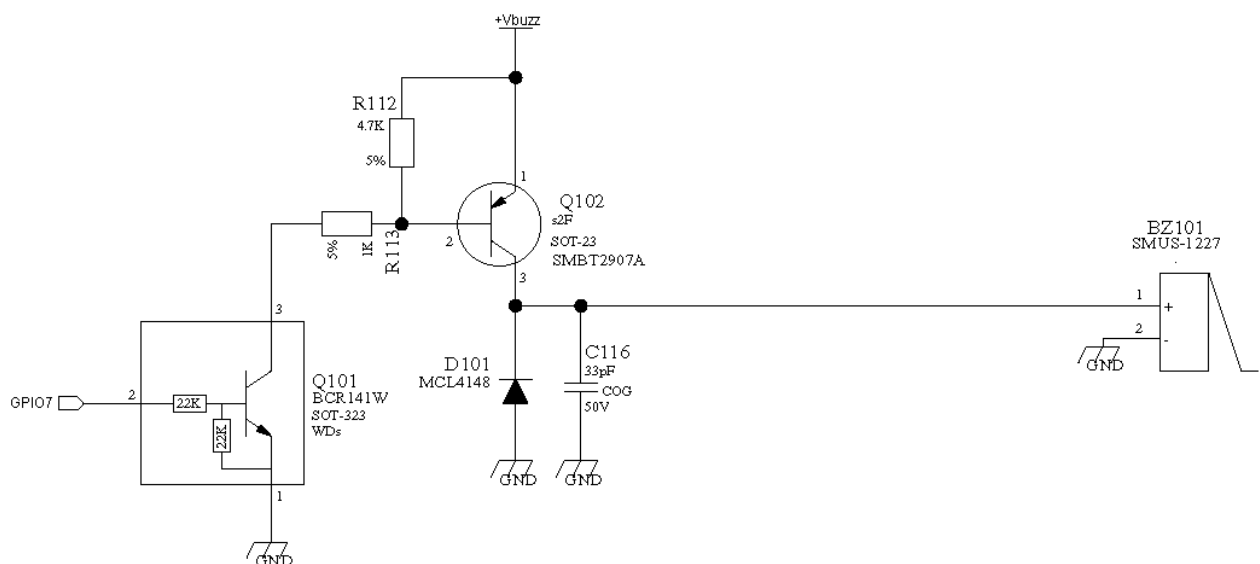 +Vbuzz
R112
4.7K
5%
1
Q102
s2F
SOT-23
SMBT2907A
2
3
5%
1K
R113
BZ101
SMUS-1227
1
+
2
-
GND
3
Q101
BCR141W
SOT-323
WDs
GPIO7
2
22K
22K
1
GND
D101
MCL4148
GND
C116
33pF
COG
50V
GND